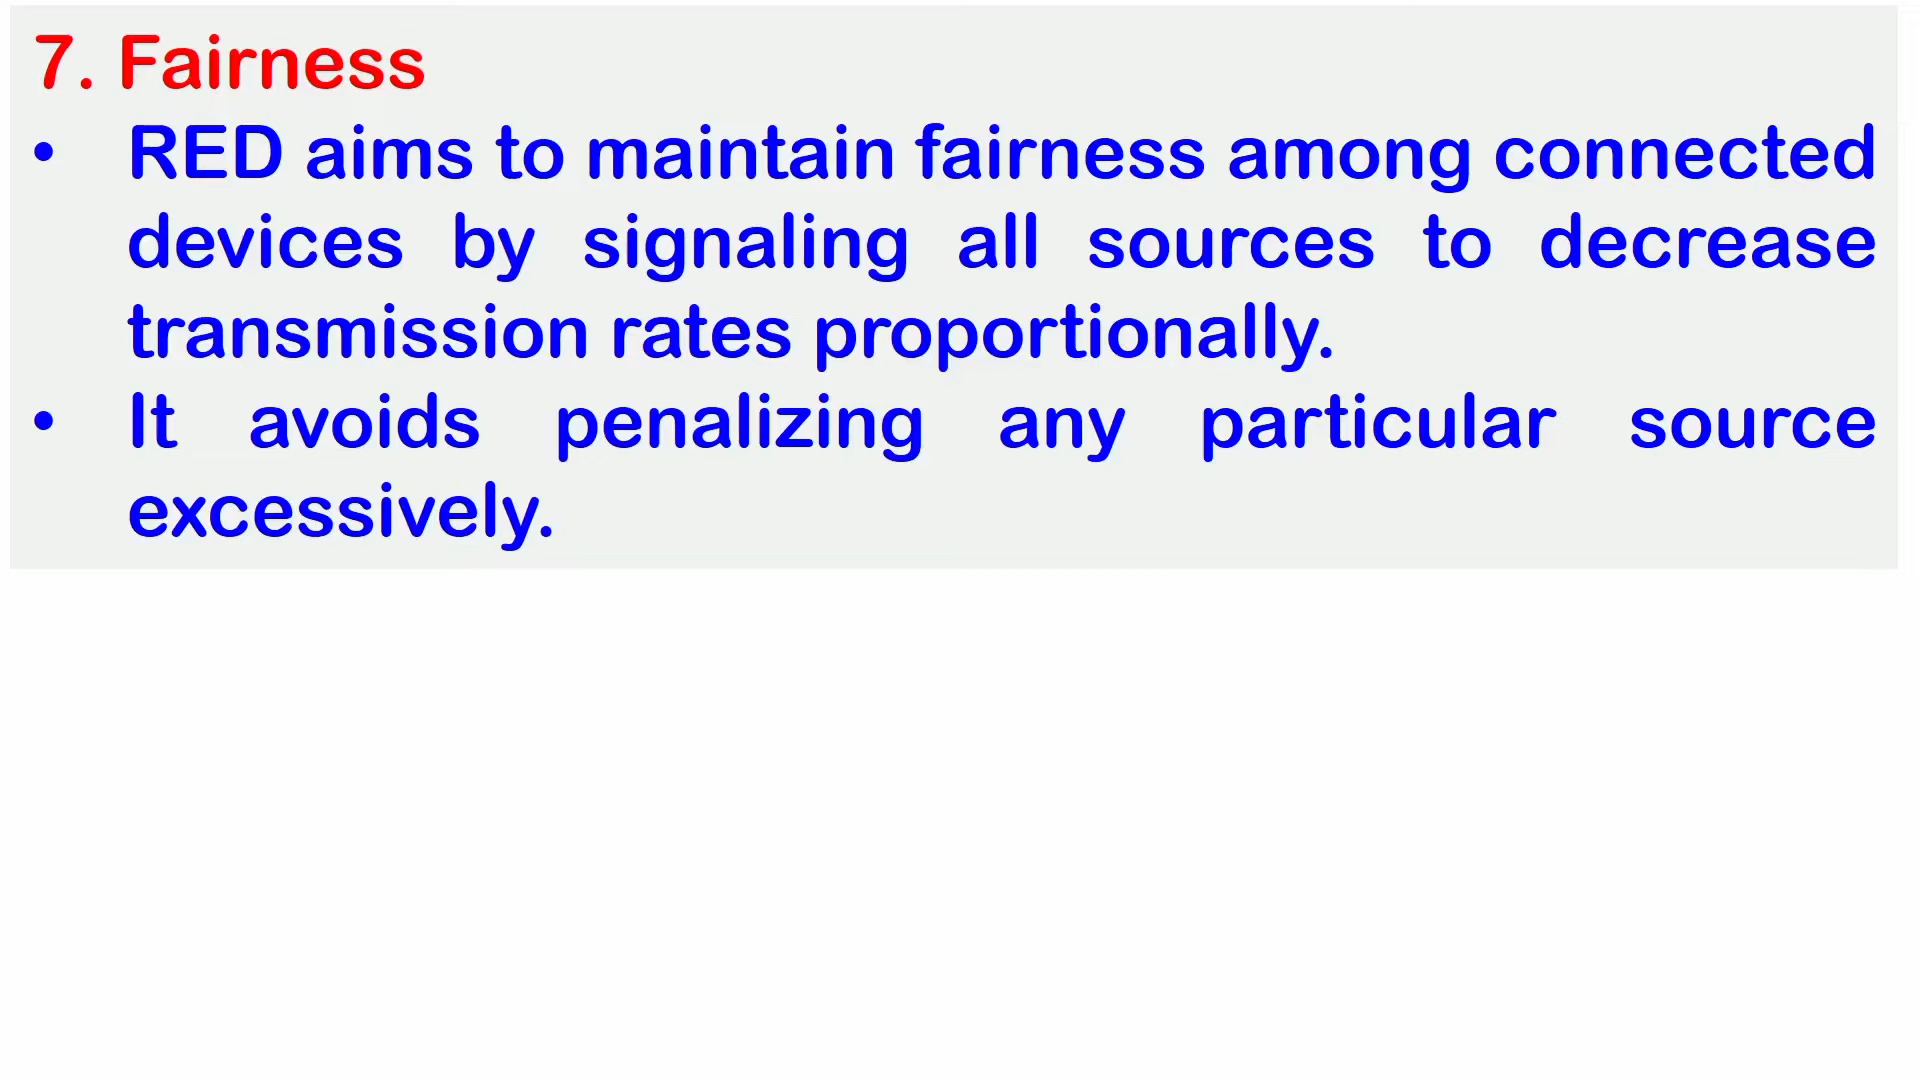 7. Fairness
• RED aims to maintain fairness among connected
devices by signaling all sources to decrease
transmission rates proportionally.
• It avoids penalizing any particular source
excessively.